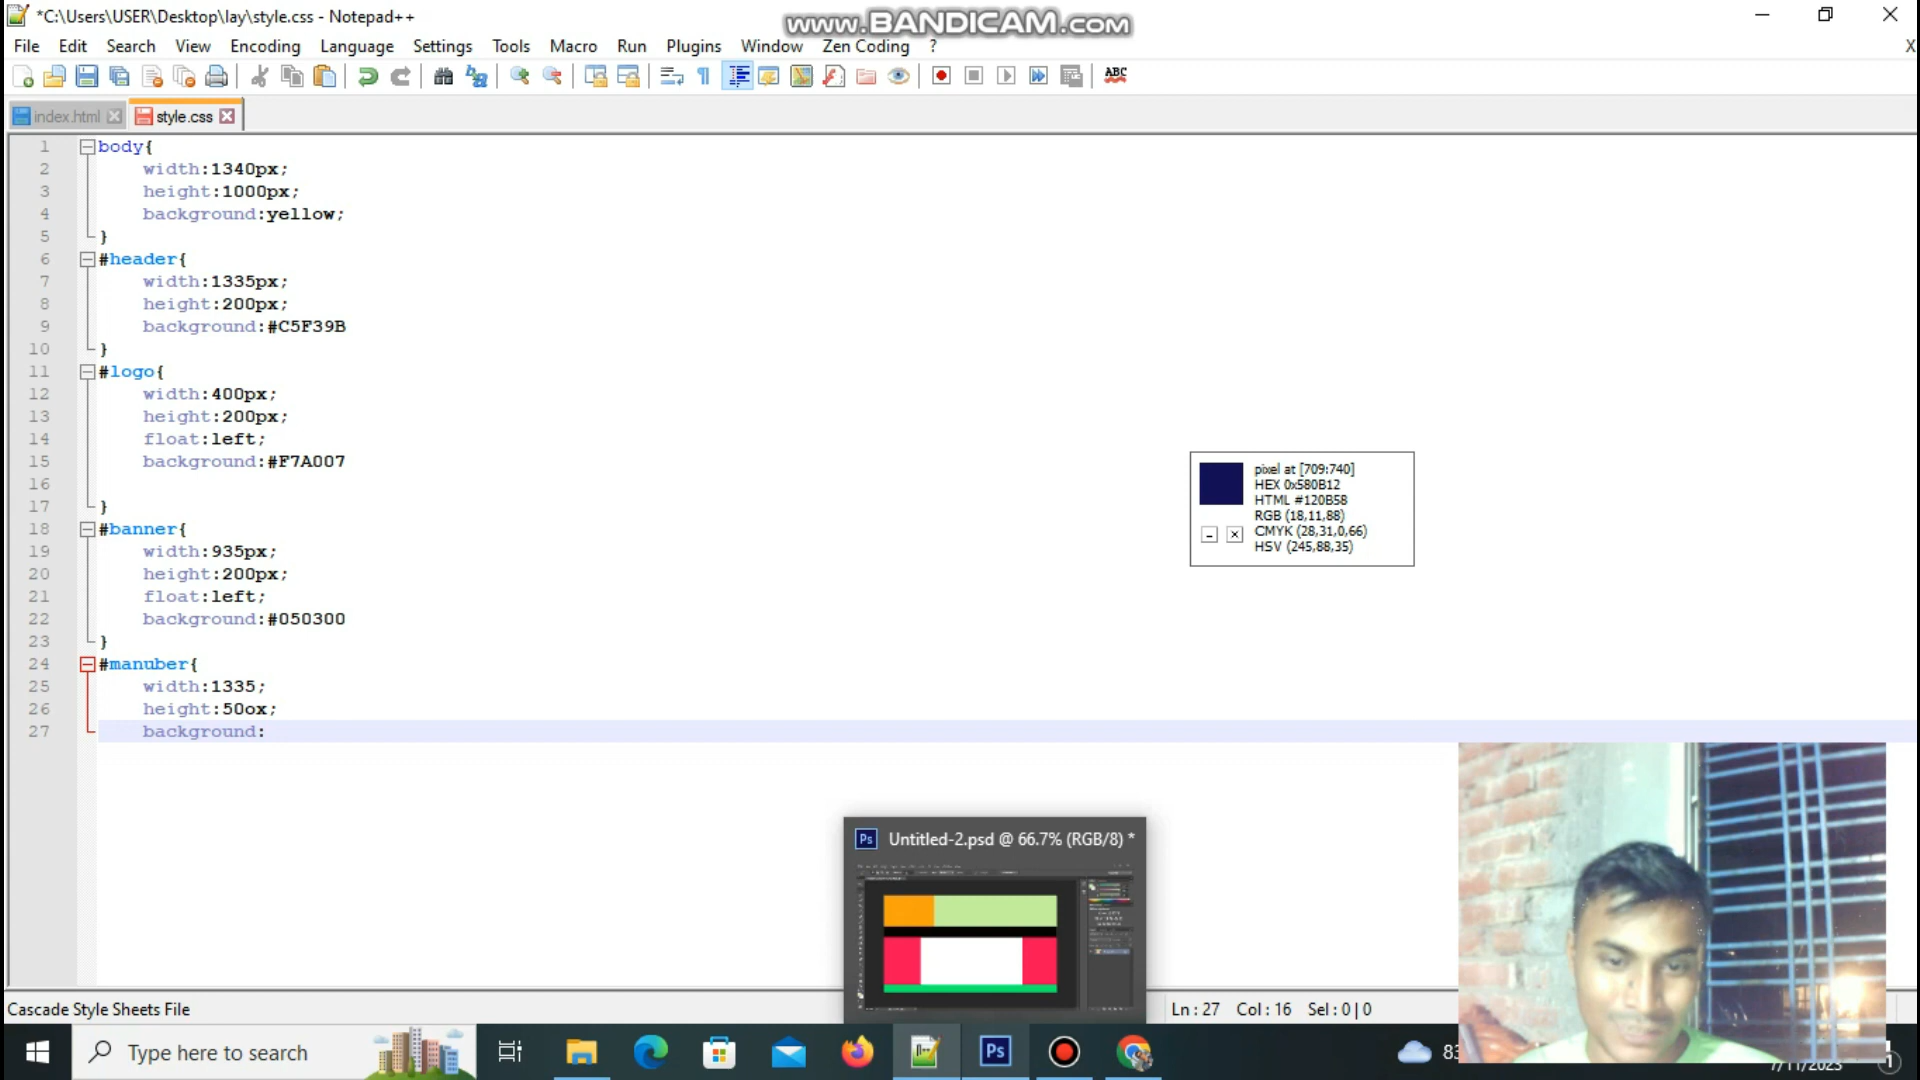 *C:\Users\USER\Desktop\lay\style.css - Notepad++
www.BANDICAM.com
File Edit Search View Encoding Language Settings Tools Macro Run Plugins Window Zen Coding ?
X
ABC
index.html
style.css
1 body{
2 width:1340px;
3 height:1000px;
4 background:yellow;
5 }
6 #header{
7 width:1335px;
8 height:200px;
9 background:#C5F39B
10 }
11 #logo{
12 width:400px;
13 height:200px;
14 float:left;
15 background:#F7A007
16
17 }
18 #banner{
19 width:935px;
20 height:200px;
21 float:left;
22 background:#050300
23 }
24 #manuber{
25 width:1335;
26 height:50ox;
27 background:
pixel at [709:740]
HEX 0x580B12
HTML #120B58
RGB (18,11,88)
CMYK (28,31,0,66)
HSV (245,88,35)
Ps Untitled-2.psd @ 66.7% (RGB/8) *
Cascade Style Sheets File
Ln : 27 Col : 16 Sel : 0 | 0
Type here to search
Ps
7/11/2023